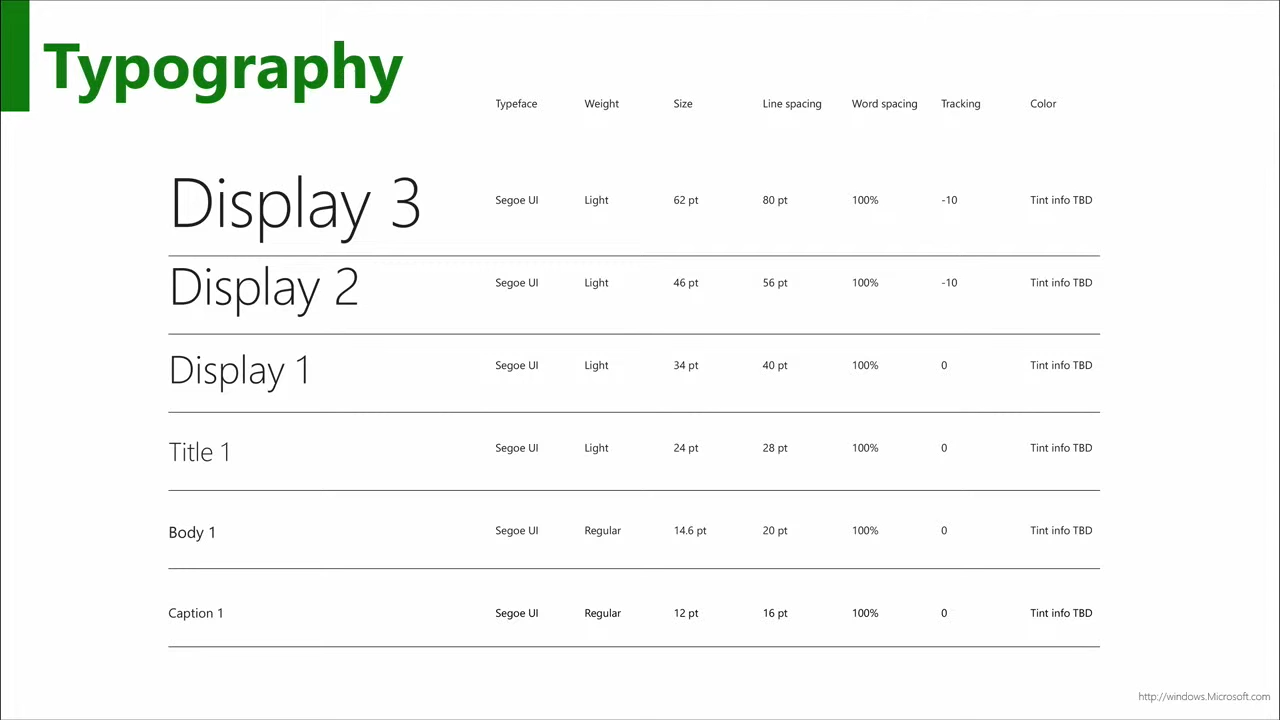 Typography
Typeface Weight Size Line spacing Word spacing Tracking Color
Display 3 Segoe UI Light 62 pt 80 pt 100% -10 Tint info TBD
Display 2 Segoe UI Light 46 pt 56 pt 100% -10 Tint info TBD
Display 1 Segoe UI Light 34 pt 40 pt 100% 0 Tint info TBD
Title 1 Segoe UI Light 24 pt 28 pt 100% 0 Tint info TBD
Body 1 Segoe UI Regular 14.6 pt 20 pt 100% 0 Tint info TBD
Caption 1 Segoe UI Regular 12 pt 16 pt 100% 0 Tint info TBD
http://windows.Microsoft.com